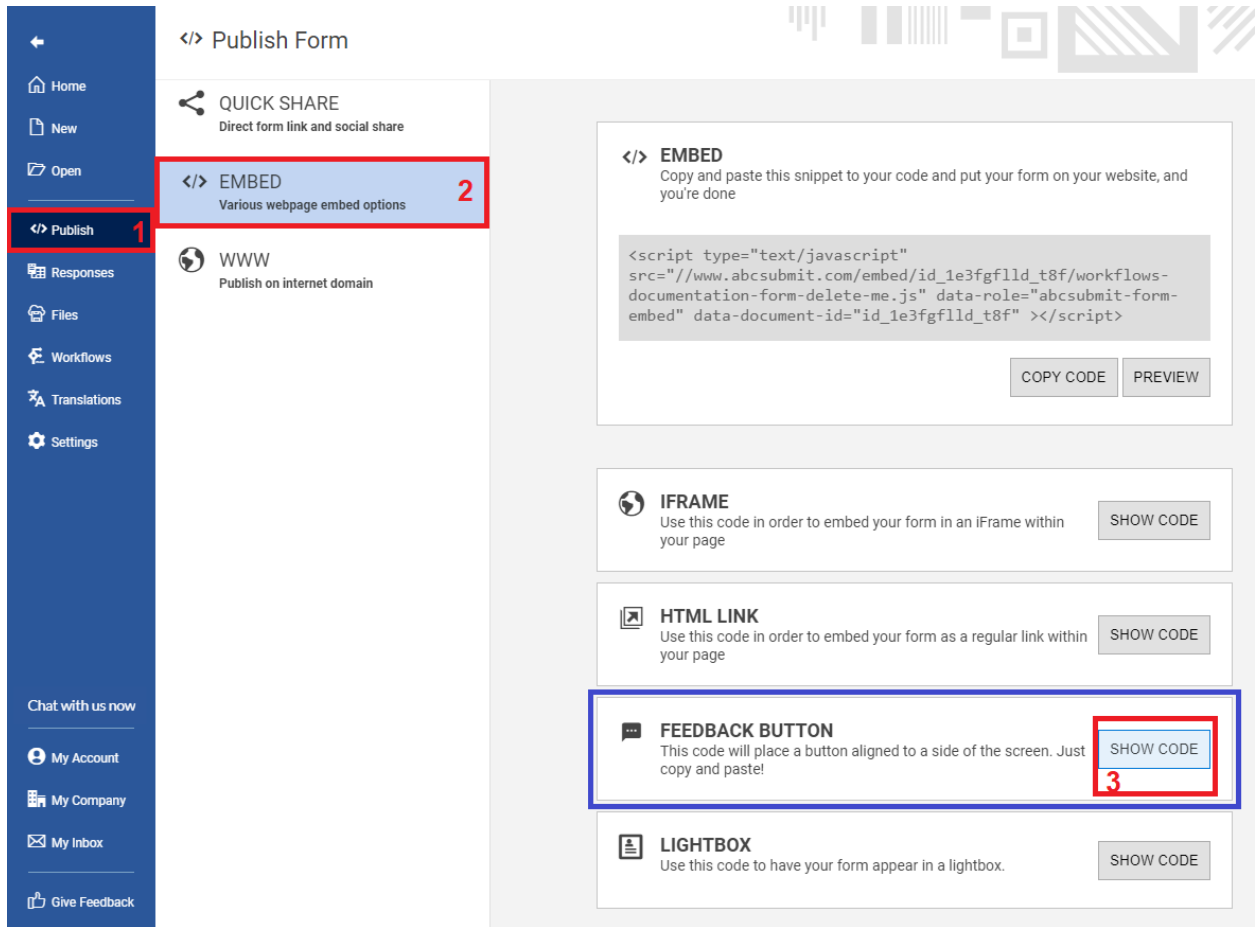 </> Publish Form
Home
New
Open
</> Publish 1
Responses
Files
Workflows
Translations
Settings
Chat with us now
My Account
My Company
My Inbox
Give Feedback
QUICK SHARE
Direct form link and social share
</> EMBED 2
Various webpage embed options
WWW
Publish on internet domain
</> EMBED
Copy and paste this snippet to your code and put your form on your website, and
you're done
<script type="text/javascript"
src="//www.abcsubmit.com/embed/id_1e3fgflld_t8f/workflows-
documentation-form-delete-me.js" data-role="abcsubmit-form-
embed" data-document-id="id_1e3fgflld_t8f" ></script>
COPY CODE PREVIEW
IFRAME
Use this code in order to embed your form in an iFrame within
your page
SHOW CODE
HTML LINK
Use this code in order to embed your form as a regular link within
your page
SHOW CODE
FEEDBACK BUTTON
This code will place a button aligned to a side of the screen. Just
copy and paste!
SHOW CODE
3
LIGHTBOX
Use this code to have your form appear in a lightbox.
SHOW CODE